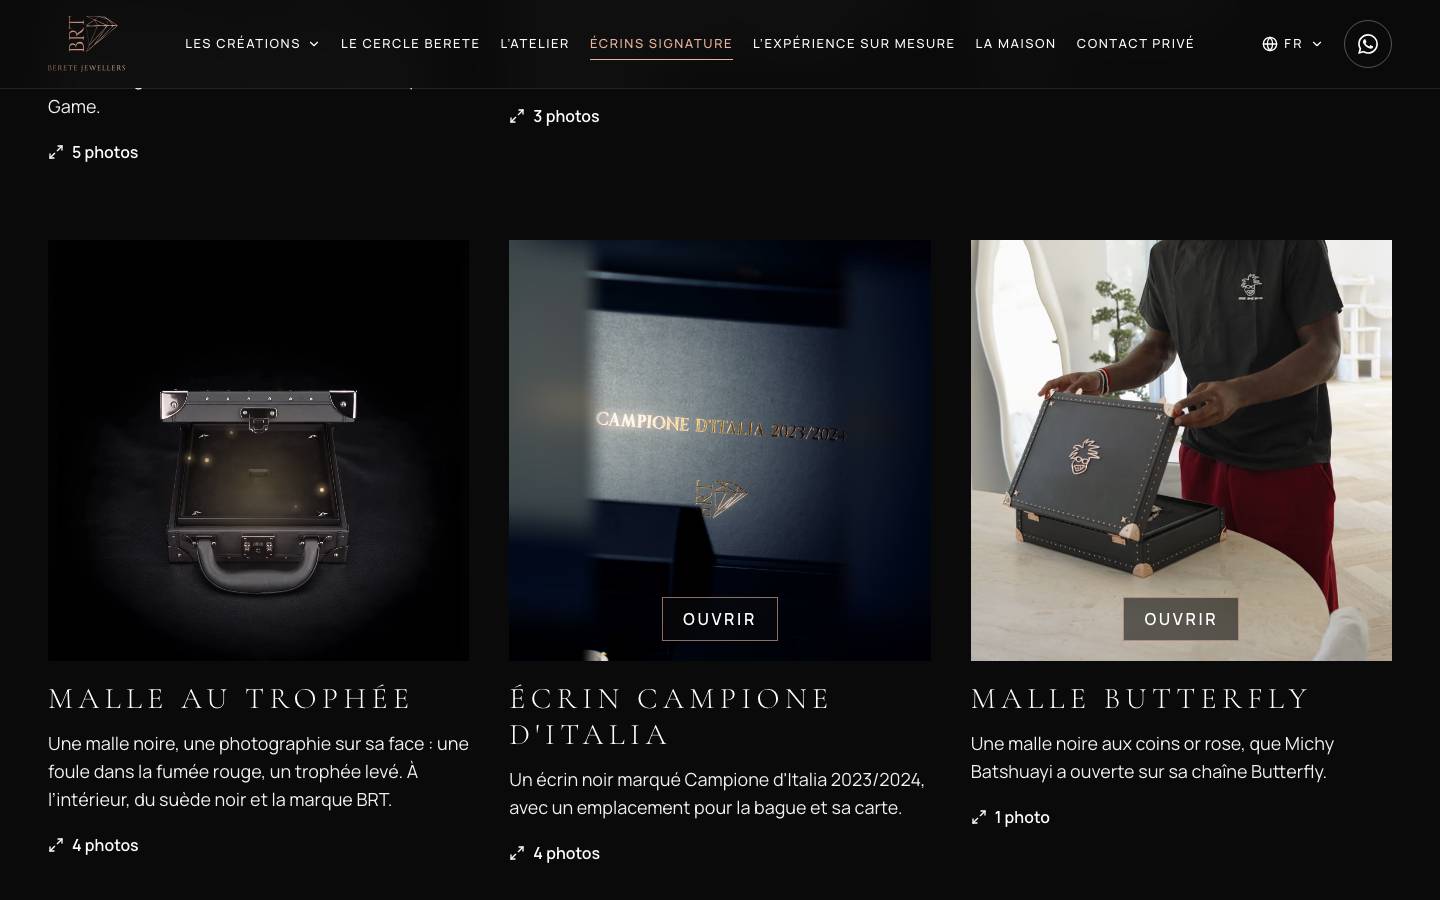 BRT
BERETE JEWELLERS
LES CRÉATIONS
LE CERCLE BERETE
L'ATELIER
ÉCRINS SIGNATURE
L'EXPÉRIENCE SUR MESURE
LA MAISON
CONTACT PRIVÉ
FR
Game.
5 photos
3 photos
CAMPIONE D'ITALIA 2023/2024
BRT
OUVRIR
OUVRIR
MALLE AU TROPHÉE
Une malle noire, une photographie sur sa face : une
foule dans la fumée rouge, un trophée levé. À
l’intérieur, du suède noir et la marque BRT.
4 photos
ÉCRIN CAMPIONE
D'ITALIA
Un écrin noir marqué Campione d'Italia 2023/2024,
avec un emplacement pour la bague et sa carte.
4 photos
MALLE BUTTERFLY
Une malle noire aux coins or rose, que Michy
Batshuayi a ouverte sur sa chaîne Butterfly.
1 photo